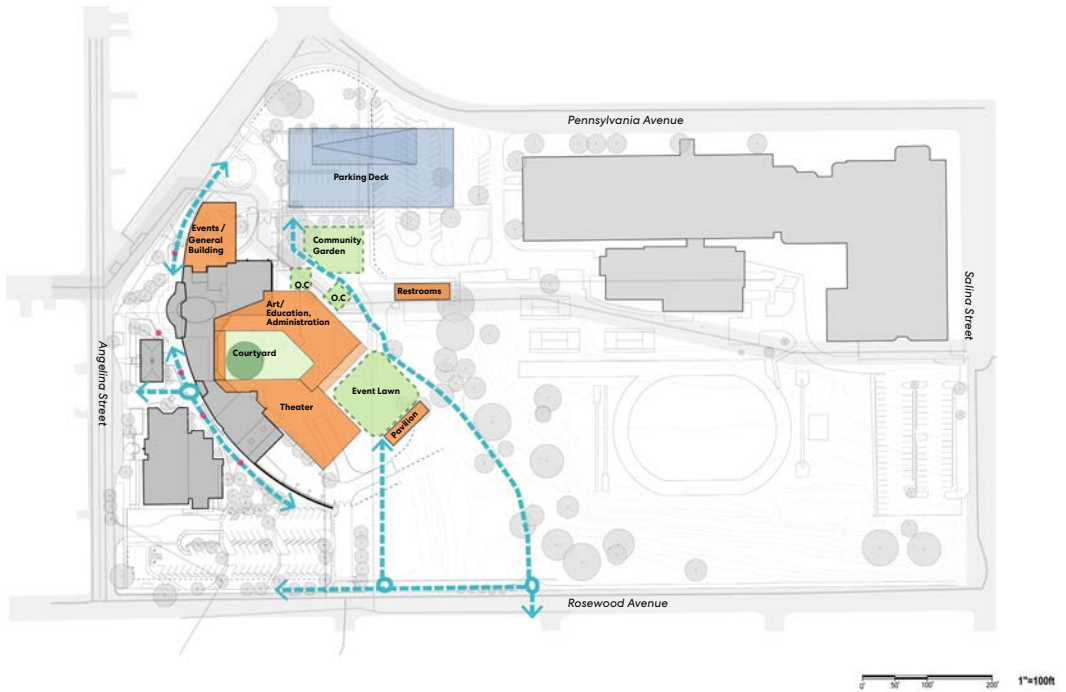 Pennsylvania Avenue
Parking Deck
Events /
General
Building
Community
Garden
O.C
O.C
Restrooms
Art/
Education,
Administration
Salina Street
Angelina Street
Courtyard
Event Lawn
Theater
Pavilion
Rosewood Avenue
0' 50' 100' 200'
1"=100ft